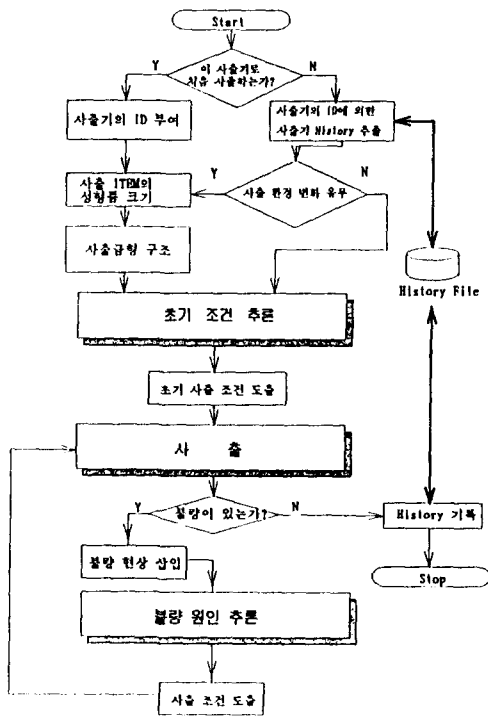 Start
이 사출기로
처음 사출하는가?
Y
N
사출기의 ID 부여
사출기의 ID에 의한
사출기 History 추출
사출 ITEM의
성형품 크기
Y
사출 환경 변화 유무
N
사출금형 구조
History File
초기 조건 추론
초기 사출 조건 도출
사 출
Y
불량이 있는가?
N
History 기록
불량 현상 삽입
Stop
불량 원인 추론
사출 조건 도출